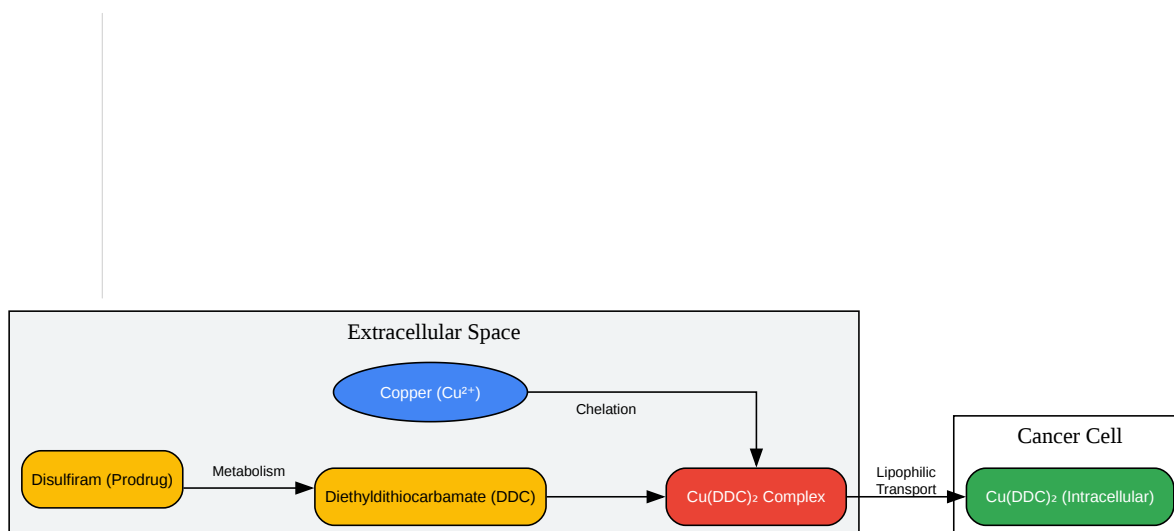 Extracellular Space
Copper (Cu²⁺)
Chelation
Cancer Cell
Disulfiram (Prodrug)
Metabolism
Diethyldithiocarbamate (DDC)
Cu(DDC)₂ Complex
Lipophilic
Transport
Cu(DDC)₂ (Intracellular)